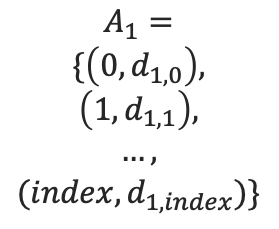 A₁ =
{(0, d₁,₀),
(1, d₁,₁),
...,
(index, d₁,index)}